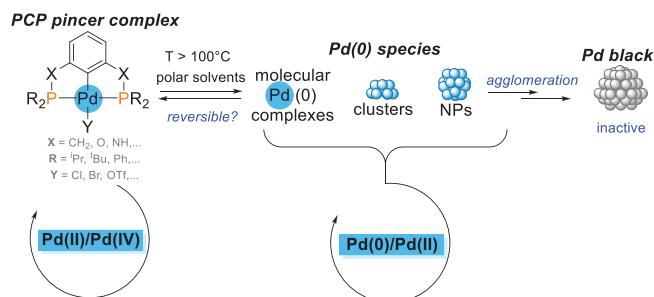 PCP pincer complex
X X
R₂P Pd PR₂
Y
X = CH₂, O, NH,...
R = ⁱPr, ᵗBu, Ph,...
Y = Cl, Br, OTf,...
T > 100°C
polar solvents
reversible?
Pd(0) species
molecular
Pd (0)
complexes
clusters
NPs
agglomeration
Pd black
inactive
Pd(II)/Pd(IV)
Pd(0)/Pd(II)